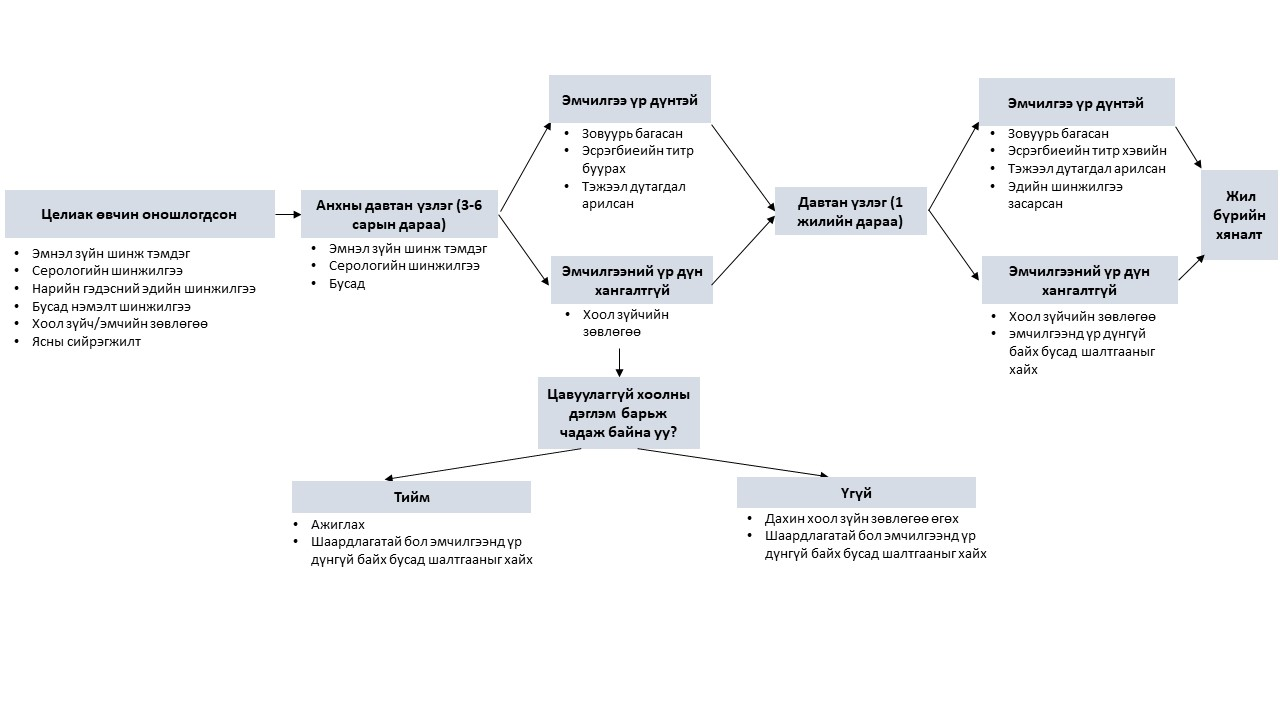 Целиак өвчин оношлогдсон
• Эмнэл зүйн шинж тэмдэг
• Серологийн шинжилгээ
• Нарийн гэдэсний эдийн шинжилгээ
• Бусад нэмэлт шинжилгээ
• Хоол зүйч/эмчийн зөвлөгөө
• Ясны сийрэгжилт
Анхны давтан үзлэг (3-6
сарын дараа)
• Эмнэл зүйн шинж тэмдэг
• Серологийн шинжилгээ
• Бусад
Эмчилгээ үр дүнтэй
• Зовуурь багасан
• Эсрэгбиеийн титр
буурах
• Тэжээл дутагдал
арилсан
Эмчилгээний үр дүн
хангалтгүй
• Хоол зүйчийн
зөвлөгөө
Цавуулаггүй хоолны
дэглэм барьж
чадаж байна уу?
Тийм
• Ажиглах
• Шаардлагатай бол эмчилгээнд үр
дүнгүй байх бусад шалтгааныг хайх
Үгүй
• Дахин хоол зүйн зөвлөгөө өгөх
• Шаардлагатай бол эмчилгээнд үр
дүнгүй байх бусад шалтгааныг хайх
Давтан үзлэг (1
жилийн дараа)
Эмчилгээ үр дүнтэй
• Зовуурь багасан
• Эсрэгбиеийн титр хэвийн
• Тэжээл дутагдал арилсан
• Эдийн шинжилгээ
засарсан
Эмчилгээний үр дүн
хангалтгүй
• Хоол зүйчийн зөвлөгөө
• эмчилгээнд үр дүнгүй
байх бусад шалтгааныг
хайх
Жил
бүрийн
хяналт